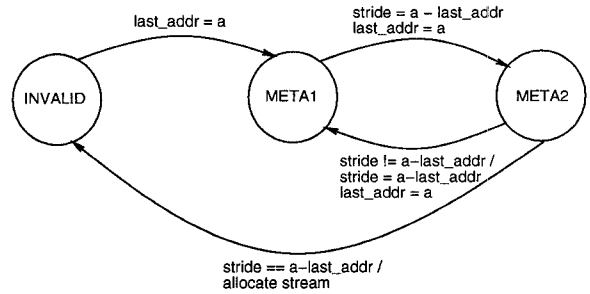 last_addr = a
stride = a - last_addr
last_addr = a
INVALID
META1
META2
stride != a-last_addr /
stride = a-last_addr
last_addr = a
stride == a-last_addr /
allocate stream